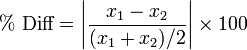 % Diff = | (x₁ − x₂) / ((x₁ + x₂)/2) | × 100